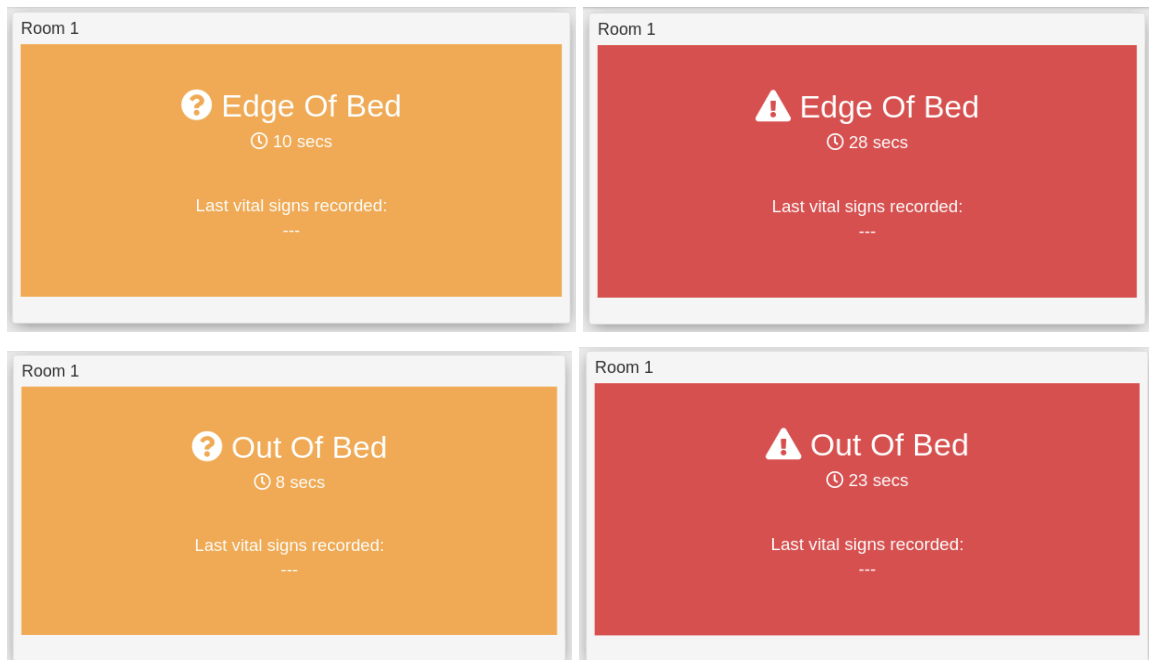 Room 1
Edge Of Bed
10 secs
Last vital signs recorded:
---
Room 1
Edge Of Bed
28 secs
Last vital signs recorded:
---
Room 1
Out Of Bed
8 secs
Last vital signs recorded:
---
Room 1
Out Of Bed
23 secs
Last vital signs recorded:
---